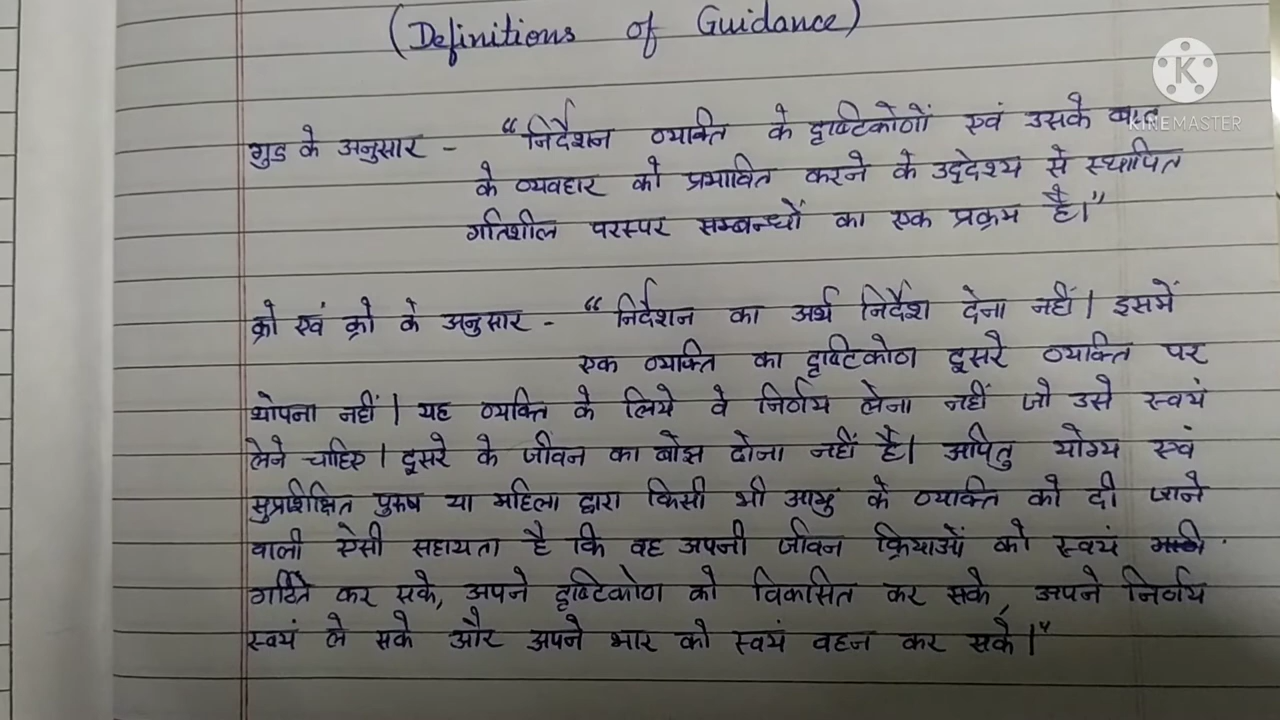 (Definitions of Guidance)
K
KINEMASTER
गुड के अनुसार - "निर्देशन व्यक्ति के दृष्टिकोणों एवं उसके बाद
के व्यवहार को प्रभावित करने के उद्देश्य से स्थापित
गतिशील परस्पर सम्बन्धों का एक प्रक्रम है।"
क्रो एवं क्रो के अनुसार - "निर्देशन का अर्थ निर्देश देना नहीं। इसमें
एक व्यक्ति का दृष्टिकोण दूसरे व्यक्ति पर
थोपना नहीं। यह व्यक्ति के लिये वे निर्णय लेना नहीं जो उसे स्वयं
लेने चाहिए। दूसरे के जीवन का बोझ ढोना नहीं है। अपितु योग्य एवं
सुप्रशिक्षित पुरुष या महिला द्वारा किसी भी आयु के व्यक्ति को दी जाने
वाली ऐसी सहायता है कि वह अपनी जीवन क्रियाओं को स्वयं
गठित कर सके, अपने दृष्टिकोण को विकसित कर सके, अपने निर्णय
स्वयं ले सके और अपने भार को स्वयं वहन कर सके।"